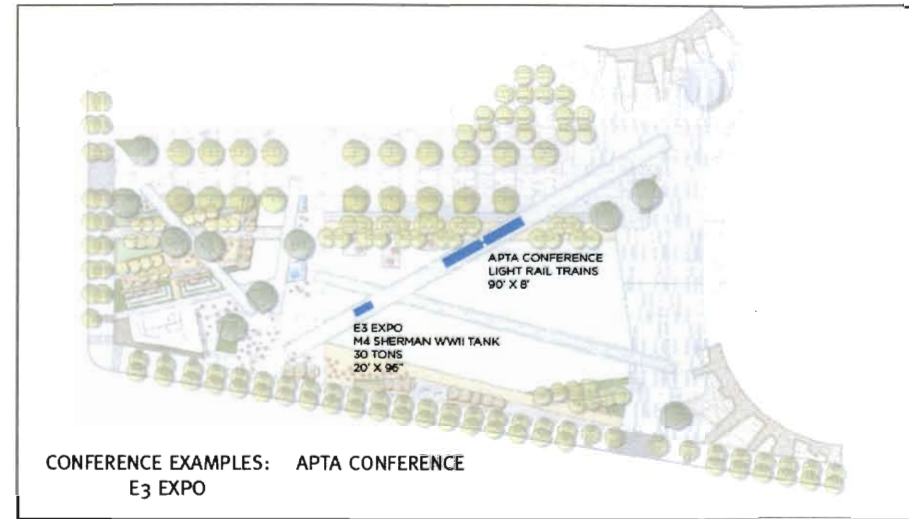 APTA CONFERENCE
LIGHT RAIL TRAINS
90' X 8'
E3 EXPO
M4 SHERMAN WWII TANK
30 TONS
20' X 96"
CONFERENCE EXAMPLES: APTA CONFERENCE
E3 EXPO